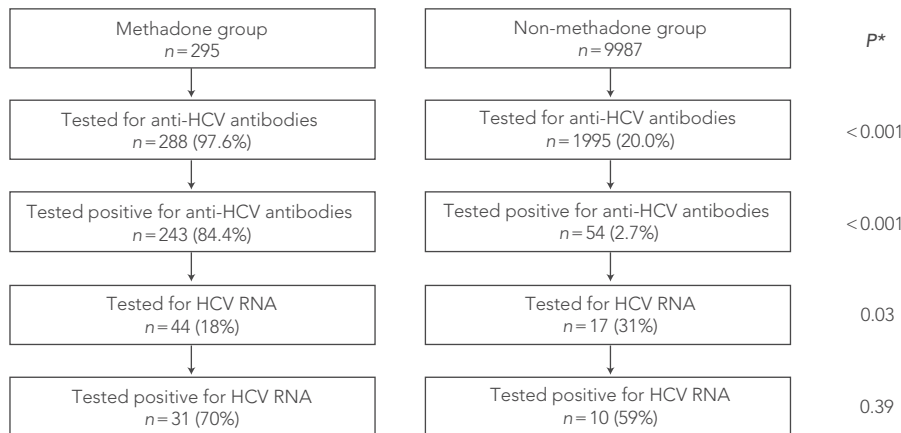 Methadone group
n=295
Non-methadone group
n=9987
P*
Tested for anti-HCV antibodies
n=288 (97.6%)
Tested for anti-HCV antibodies
n=1995 (20.0%)
<0.001
Tested positive for anti-HCV antibodies
n=243 (84.4%)
Tested positive for anti-HCV antibodies
n=54 (2.7%)
<0.001
Tested for HCV RNA
n=44 (18%)
Tested for HCV RNA
n=17 (31%)
0.03
Tested positive for HCV RNA
n=31 (70%)
Tested positive for HCV RNA
n=10 (59%)
0.39